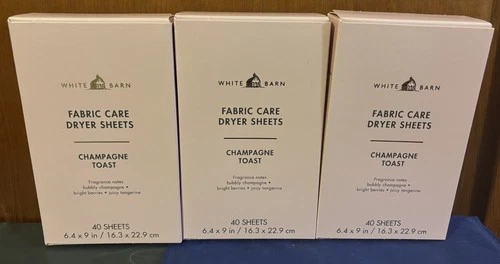 WHITE BARN
FABRIC CARE
DRYER SHEETS
CHAMPAGNE
TOAST
Fragrance notes
bubbly champagne •
bright berries • juicy tangerine
40 SHEETS
6.4 x 9 in / 16.3 x 22.9 cm
WHITE BARN
FABRIC CARE
DRYER SHEETS
CHAMPAGNE
TOAST
Fragrance notes
bubbly champagne •
bright berries • juicy tangerine
40 SHEETS
6.4 x 9 in / 16.3 x 22.9 cm
WHITE BARN
FABRIC CARE
DRYER SHEETS
CHAMPAGNE
TOAST
Fragrance notes
bubbly champagne •
bright berries • juicy tangerine
40 SHEETS
6.4 x 9 in / 16.3 x 22.9 cm